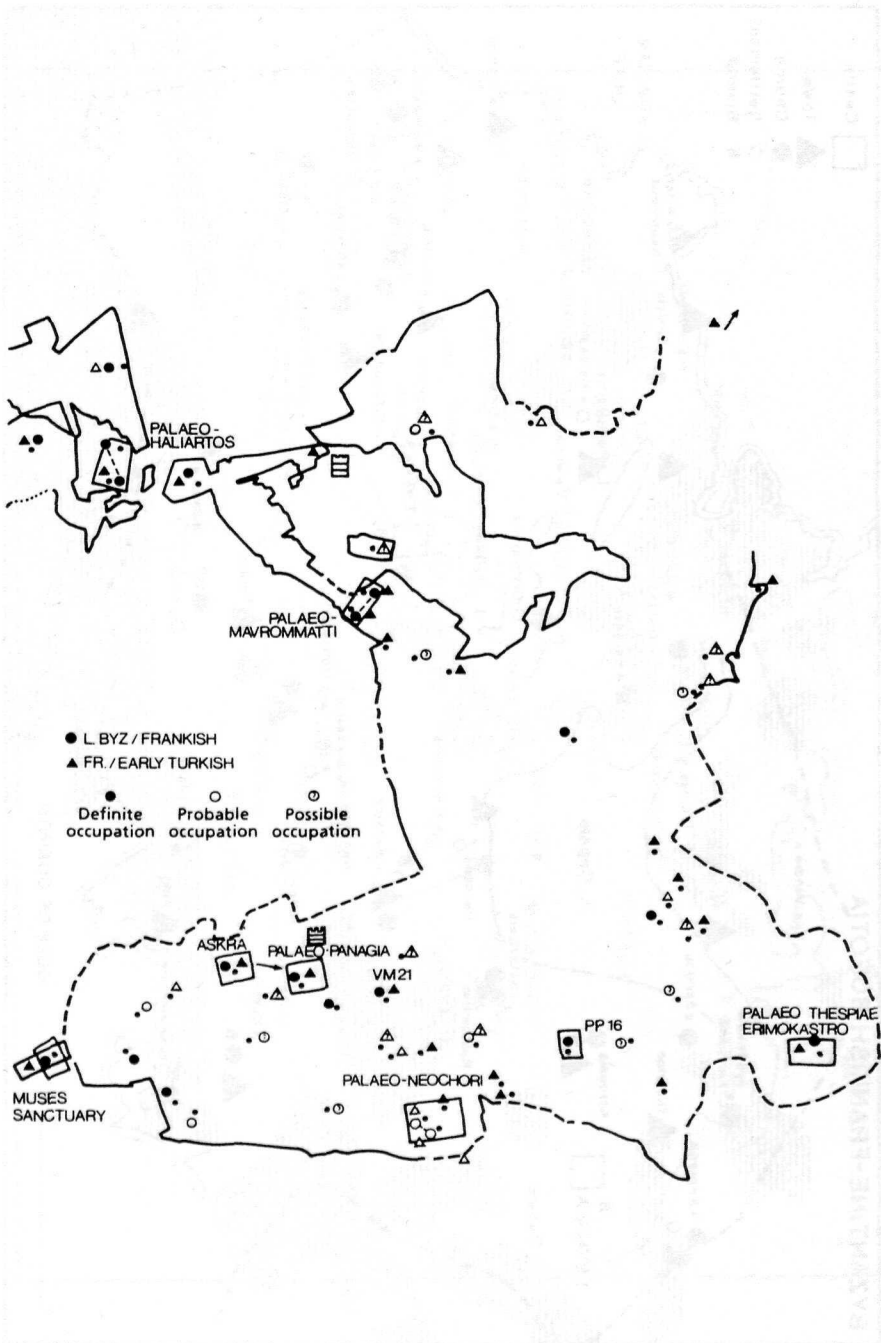 PALAEO-
HALIARTOS
PALAEO-
MAVROMMATTI
L. BYZ / FRANKISH
FR. / EARLY TURKISH
Definite
occupation
Probable
occupation
Possible
occupation
ASKRA
PALAEO-PANAGIA
VM21
PP 16
PALAEO THESPIAE
ERIMOKASTRO
PALAEO-NEOCHORI
MUSES
SANCTUARY